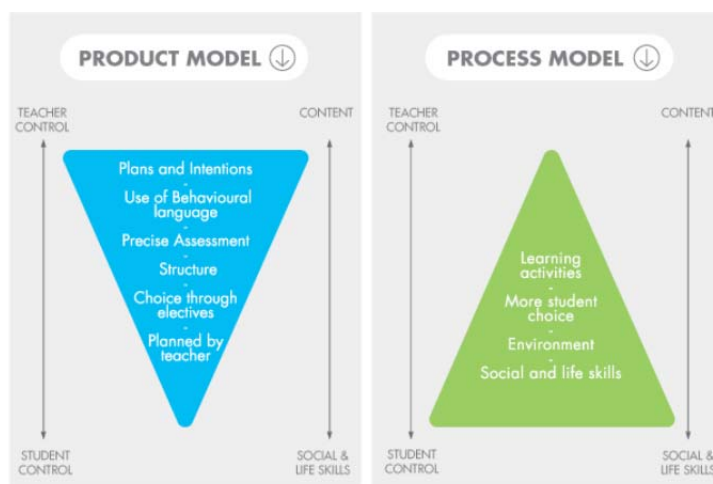 PRODUCT MODEL
TEACHER
CONTROL
CONTENT
Plans and Intentions
-
Use of Behavioural
language
-
Precise Assessment
-
Structure
-
Choice through
electives
-
Planned by
teacher
STUDENT
CONTROL
SOCIAL &
LIFE SKILLS
PROCESS MODEL
TEACHER
CONTROL
CONTENT
Learning
activities
-
More student
choice
-
Environment
-
Social and life skills
STUDENT
CONTROL
SOCIAL &
LIFE SKILLS